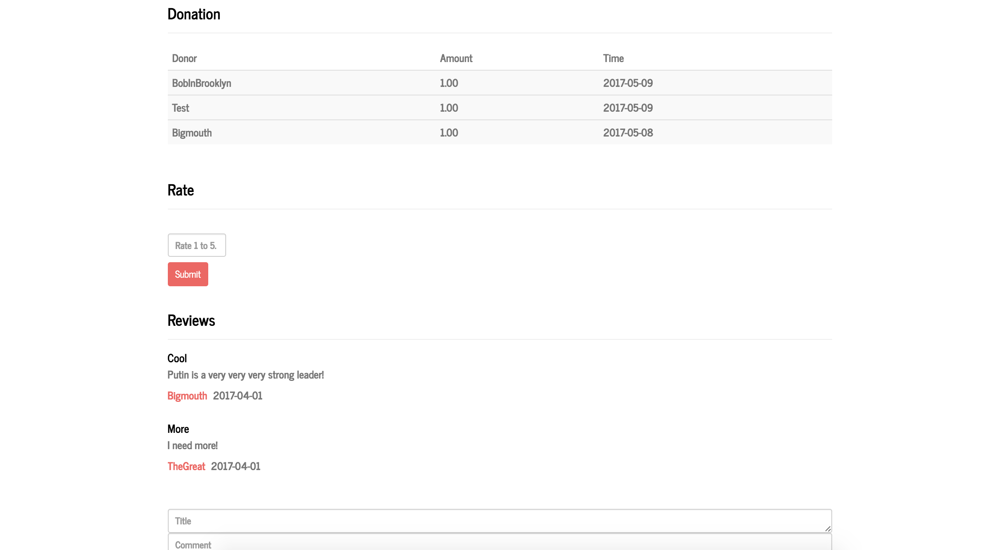 Donation
Donor Amount Time
BobInBrooklyn 1.00 2017-05-09
Test 1.00 2017-05-09
Bigmouth 1.00 2017-05-08
Rate
Rate 1 to 5.
Submit
Reviews
Cool
Putin is a very very very strong leader!
Bigmouth 2017-04-01
More
I need more!
TheGreat 2017-04-01
Title
Comment